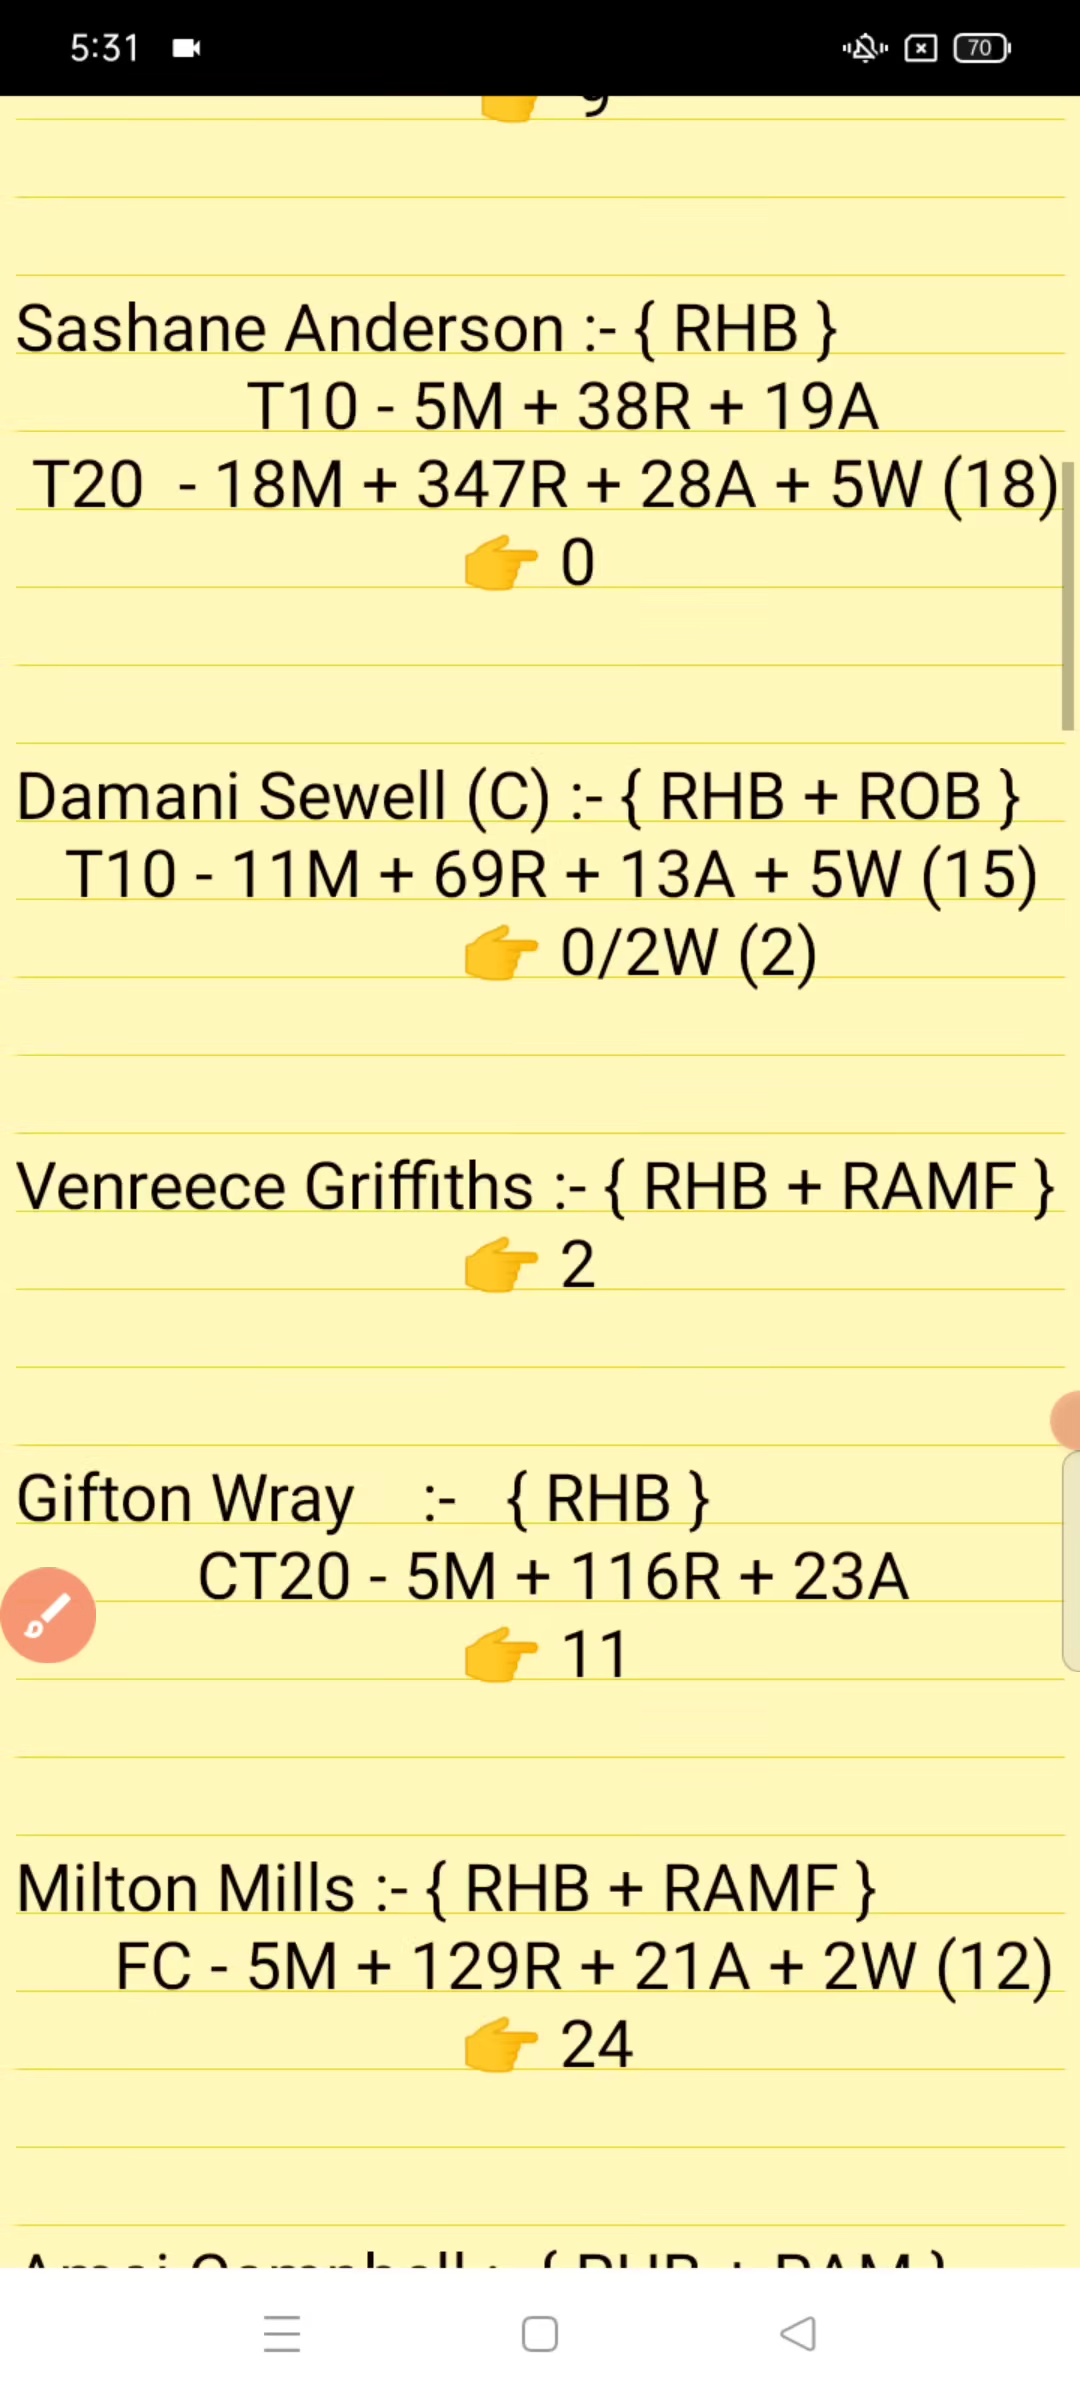 5:31
70
9
Sashane Anderson :- { RHB }
T10 - 5M + 38R + 19A
T20 - 18M + 347R + 28A + 5W (18)
👉 0
Damani Sewell (C) :- { RHB + ROB }
T10 - 11M + 69R + 13A + 5W (15)
👉 0/2W (2)
Venreece Griffiths :- { RHB + RAMF }
👉 2
Gifton Wray :- { RHB }
CT20 - 5M + 116R + 23A
👉 11
Milton Mills :- { RHB + RAMF }
FC - 5M + 129R + 21A + 2W (12)
👉 24